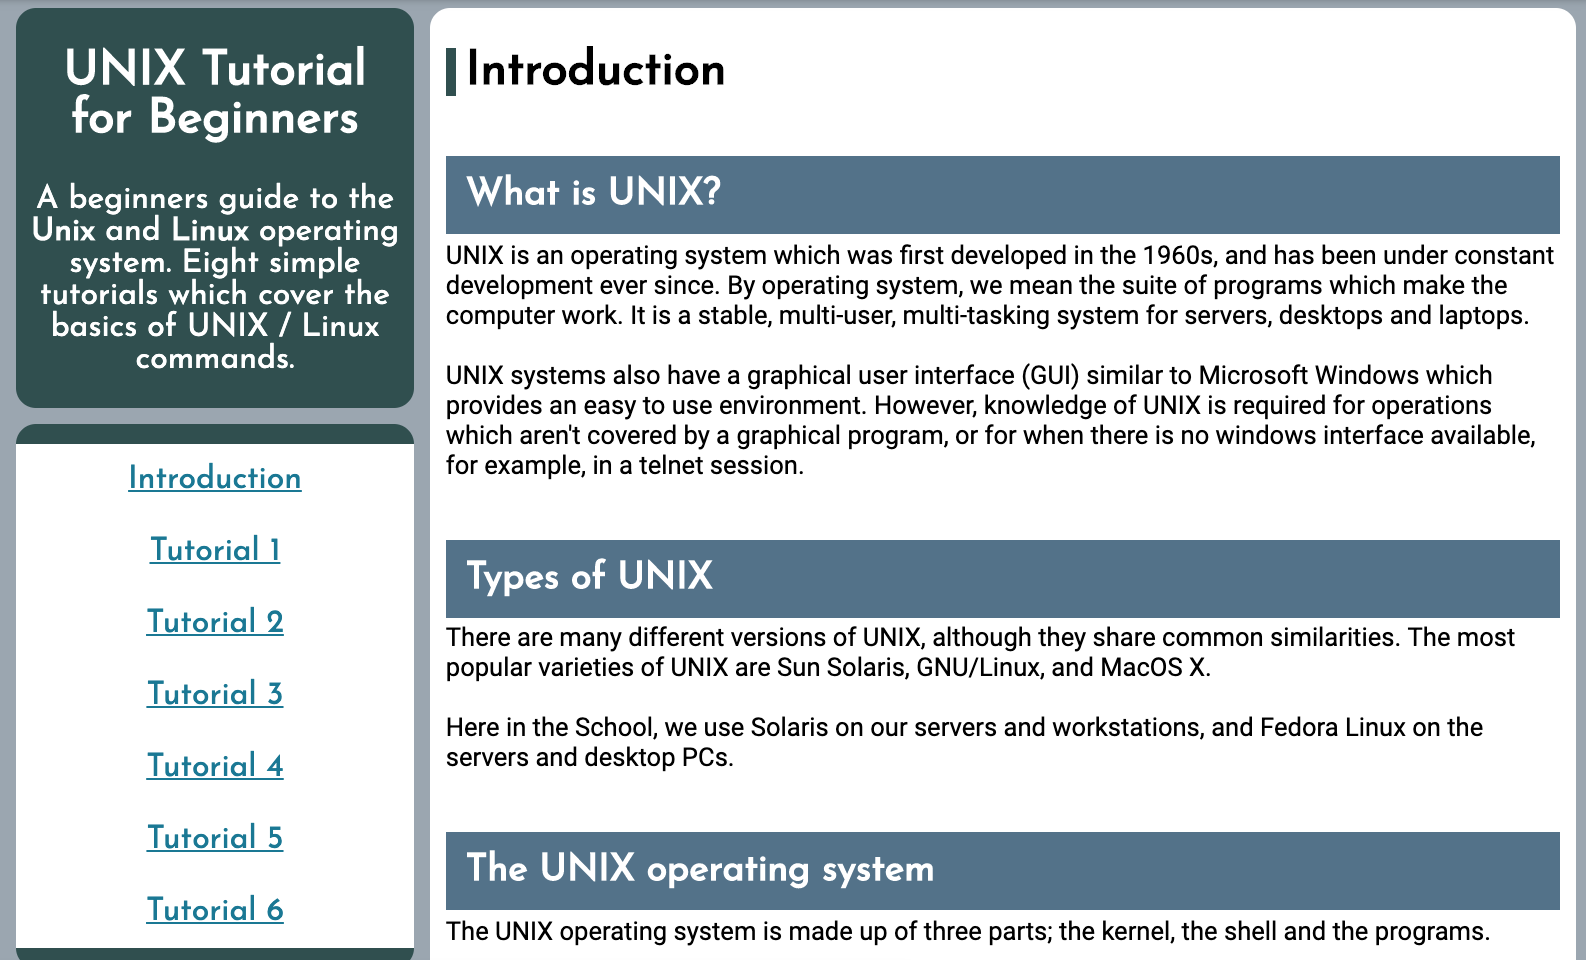 UNIX Tutorial
for Beginners
A beginners guide to the
Unix and Linux operating
system. Eight simple
tutorials which cover the
basics of UNIX / Linux
commands.
Introduction
Tutorial 1
Tutorial 2
Tutorial 3
Tutorial 4
Tutorial 5
Tutorial 6
Introduction
What is UNIX?
UNIX is an operating system which was first developed in the 1960s, and has been under constant
development ever since. By operating system, we mean the suite of programs which make the
computer work. It is a stable, multi-user, multi-tasking system for servers, desktops and laptops.
UNIX systems also have a graphical user interface (GUI) similar to Microsoft Windows which
provides an easy to use environment. However, knowledge of UNIX is required for operations
which aren't covered by a graphical program, or for when there is no windows interface available,
for example, in a telnet session.
Types of UNIX
There are many different versions of UNIX, although they share common similarities. The most
popular varieties of UNIX are Sun Solaris, GNU/Linux, and MacOS X.
Here in the School, we use Solaris on our servers and workstations, and Fedora Linux on the
servers and desktop PCs.
The UNIX operating system
The UNIX operating system is made up of three parts; the kernel, the shell and the programs.